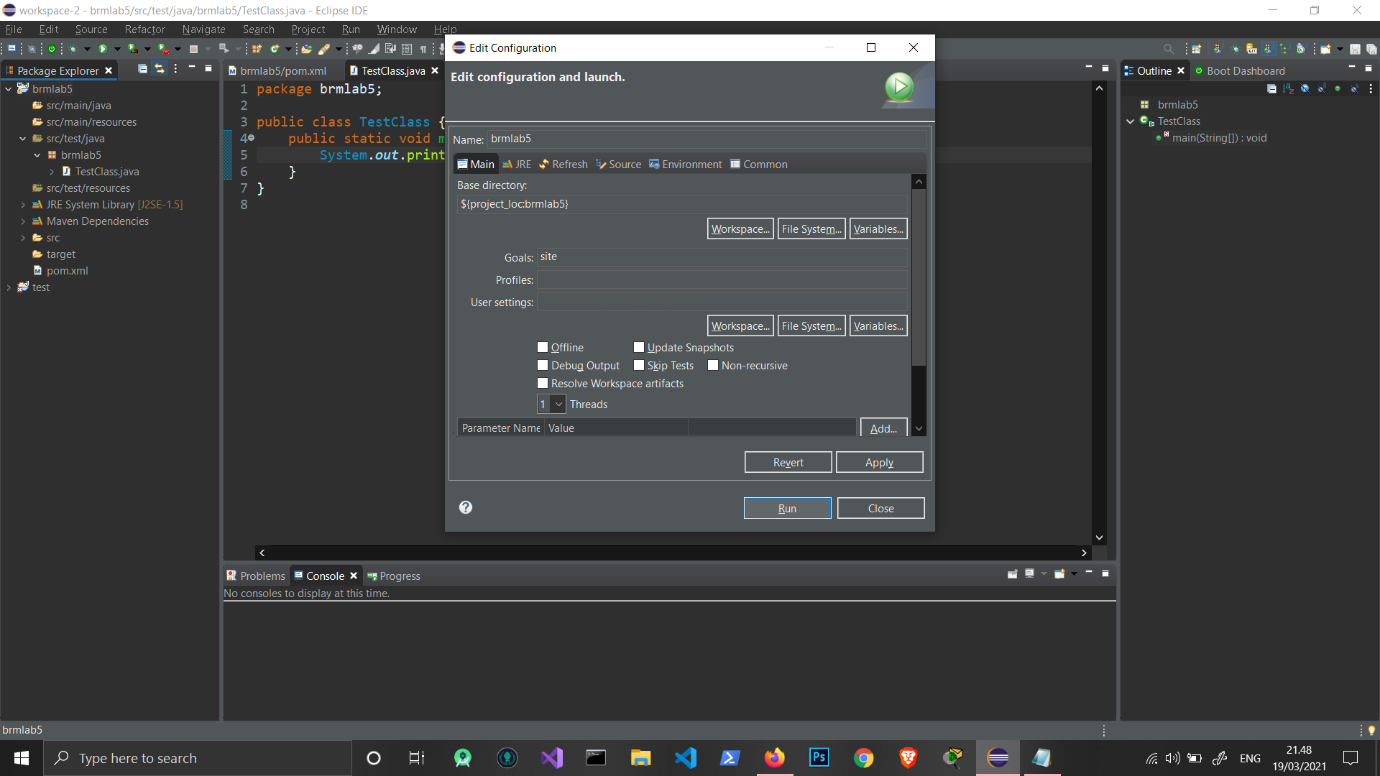 workspace-2 - brmlab5/src/test/java/brmlab5/TestClass.java - Eclipse IDE
File Edit Source Refactor Navigate Search Project Run Window Help
Package Explorer
brmlab5
src/main/java
src/main/resources
src/test/java
brmlab5
TestClass.java
src/test/resources
JRE System Library [J2SE-1.5]
Maven Dependencies
src
target
pom.xml
test
brmlab5/pom.xml
TestClass.java
1 package brmlab5;
2
3 public class TestClass {
4 public static void m
5 System.out.print
6 }
7 }
8
Edit Configuration
Edit configuration and launch.
Name: brmlab5
Main JRE Refresh Source Environment Common
Base directory:
${project_loc:brmlab5}
Workspace... File System... Variables...
Goals: site
Profiles:
User settings:
Workspace... File System... Variables...
Offline Update Snapshots
Debug Output Skip Tests Non-recursive
Resolve Workspace artifacts
1 Threads
Parameter Name Value Add...
Revert Apply
Run Close
Outline Boot Dashboard
brmlab5
TestClass
main(String[]) : void
Problems Console Progress
No consoles to display at this time.
brmlab5
Type here to search
Ps
ENG
21.48
19/03/2021